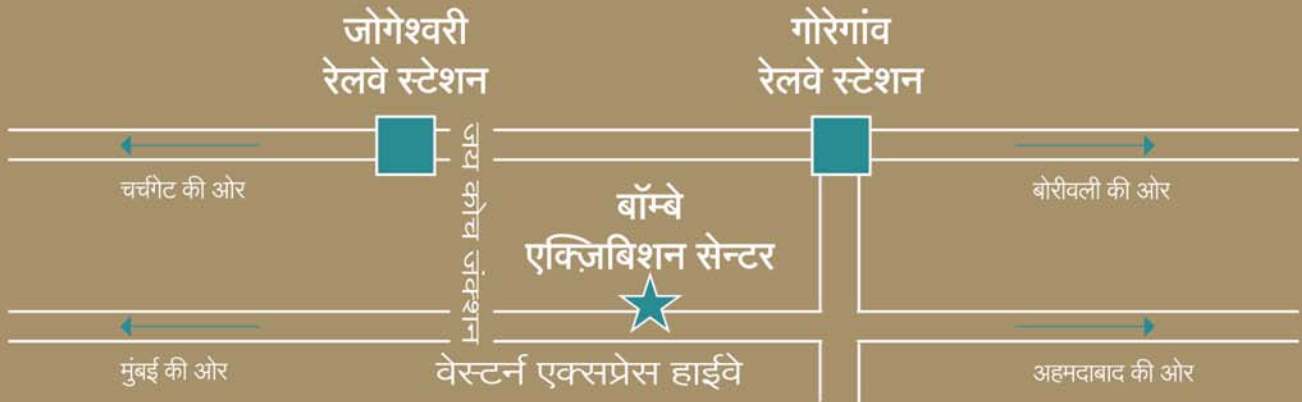 जोगेश्वरी
रेलवे स्टेशन
गोरेगांव
रेलवे स्टेशन
चर्चगेट की ओर
जय कोच जंक्शन
बोरीवली की ओर
बॉम्बे
एक्ज़िबिशन सेन्टर
मुंबई की ओर
वेस्टर्न एक्सप्रेस हाईवे
अहमदाबाद की ओर